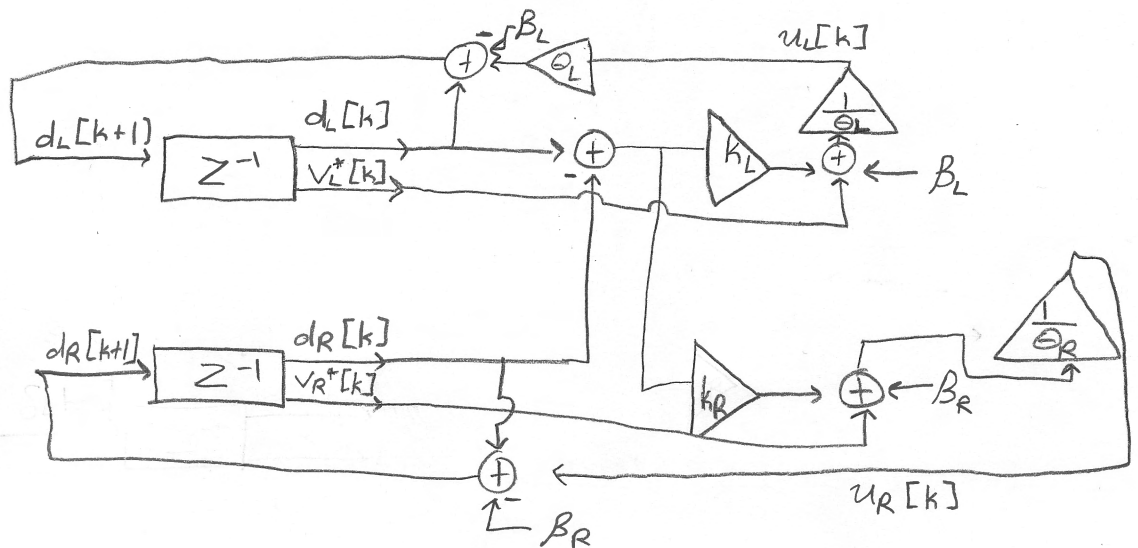 - β_L
u_L[k]
θ_L
+
d_L[k+1]
d_L[k]
1/θ_L
Z⁻¹
V_L*[k]
+
-
k_L
+
β_L
d_R[k+1]
d_R[k]
1/θ_R
Z⁻¹
V_R*[k]
k_R
+
β_R
+
-
u_R[k]
β_R